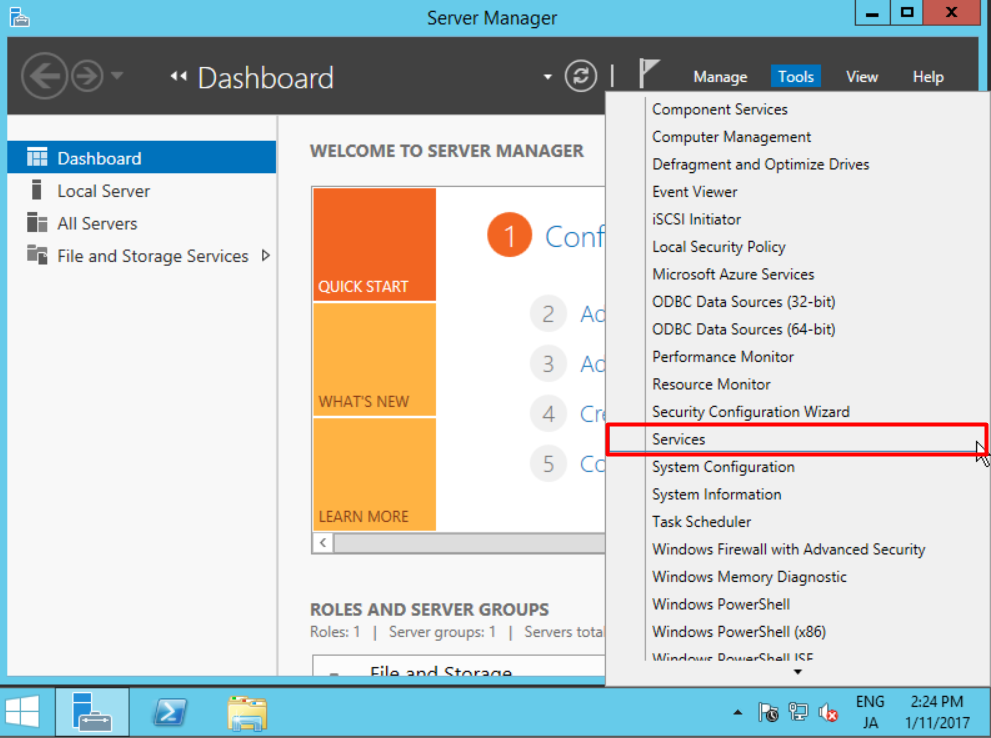 Server Manager
Dashboard
Manage Tools View Help
Dashboard
Local Server
All Servers
File and Storage Services
WELCOME TO SERVER MANAGER
QUICK START
WHAT'S NEW
LEARN MORE
1 Conf
2 Ad
3 Ad
4 Cre
5 Co
ROLES AND SERVER GROUPS
Roles: 1 | Server groups: 1 | Servers total
File and Storage
Component Services
Computer Management
Defragment and Optimize Drives
Event Viewer
iSCSI Initiator
Local Security Policy
Microsoft Azure Services
ODBC Data Sources (32-bit)
ODBC Data Sources (64-bit)
Performance Monitor
Resource Monitor
Security Configuration Wizard
Services
System Configuration
System Information
Task Scheduler
Windows Firewall with Advanced Security
Windows Memory Diagnostic
Windows PowerShell
Windows PowerShell (x86)
Windows PowerShell ISE
ENG 2:24 PM
JA 1/11/2017